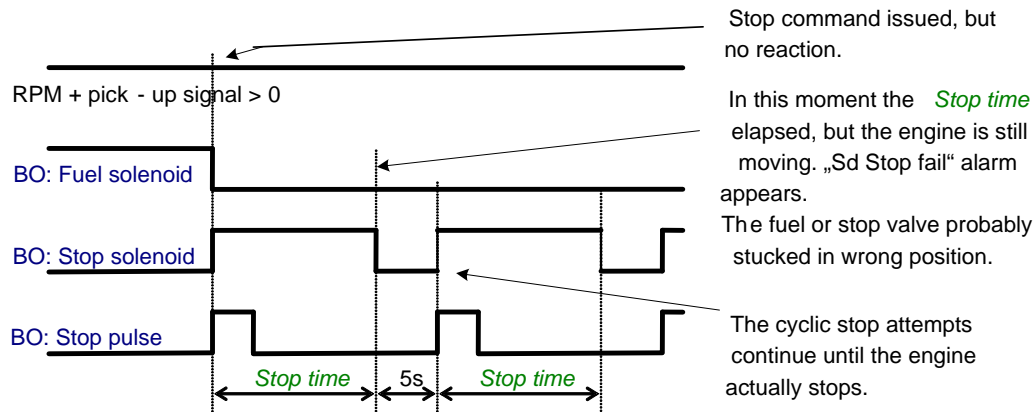 Stop command issued, but
no reaction.
RPM + pick - up signal > 0
In this moment the Stop time
elapsed, but the engine is still
moving. „Sd Stop fail“ alarm
appears.
BO: Fuel solenoid
The fuel or stop valve probably
stucked in wrong position.
BO: Stop solenoid
The cyclic stop attempts
continue until the engine
actually stops.
BO: Stop pulse
Stop time
5s
Stop time